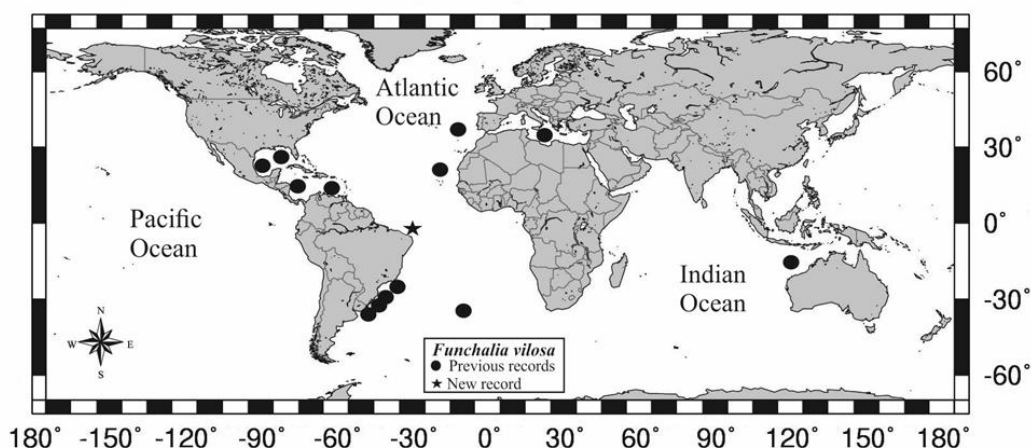 Atlantic
Ocean
60°
30°
Pacific
Ocean
0°
Indian
Ocean
-30°
N
W E
S
Funchalia vilosa
Previous records
New record
-60°
180° -150° -120° -90° -60° -30° 0° 30° 60° 90° 120° 150° 180°